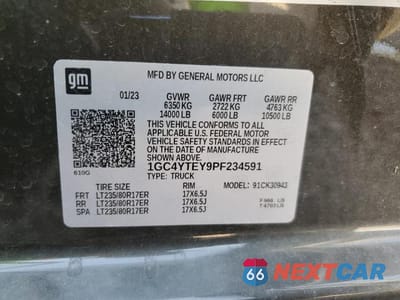 gm
MFD BY GENERAL MOTORS LLC
01/23 GVWR GAWR FRT GAWR RR
6350 KG 2722 KG 4763 KG
14000 LB 6000 LB 10500 LB
THIS VEHICLE CONFORMS TO ALL
APPLICABLE U.S. FEDERAL MOTOR
VEHICLE SAFETY STANDARDS IN
EFFECT ON THE DATE OF MANUFACTURE
SHOWN ABOVE.
1GC4YTEY9PF234591
610G TYPE: TRUCK
TIRE SIZE RIM MODEL: 91CK30943
FRT LT235/80R17ER 17X6.5J
RR LT235/80R17ER 17X6.5J
SPA LT235/80R17ER 17X6.5J
66 NEXTCAR